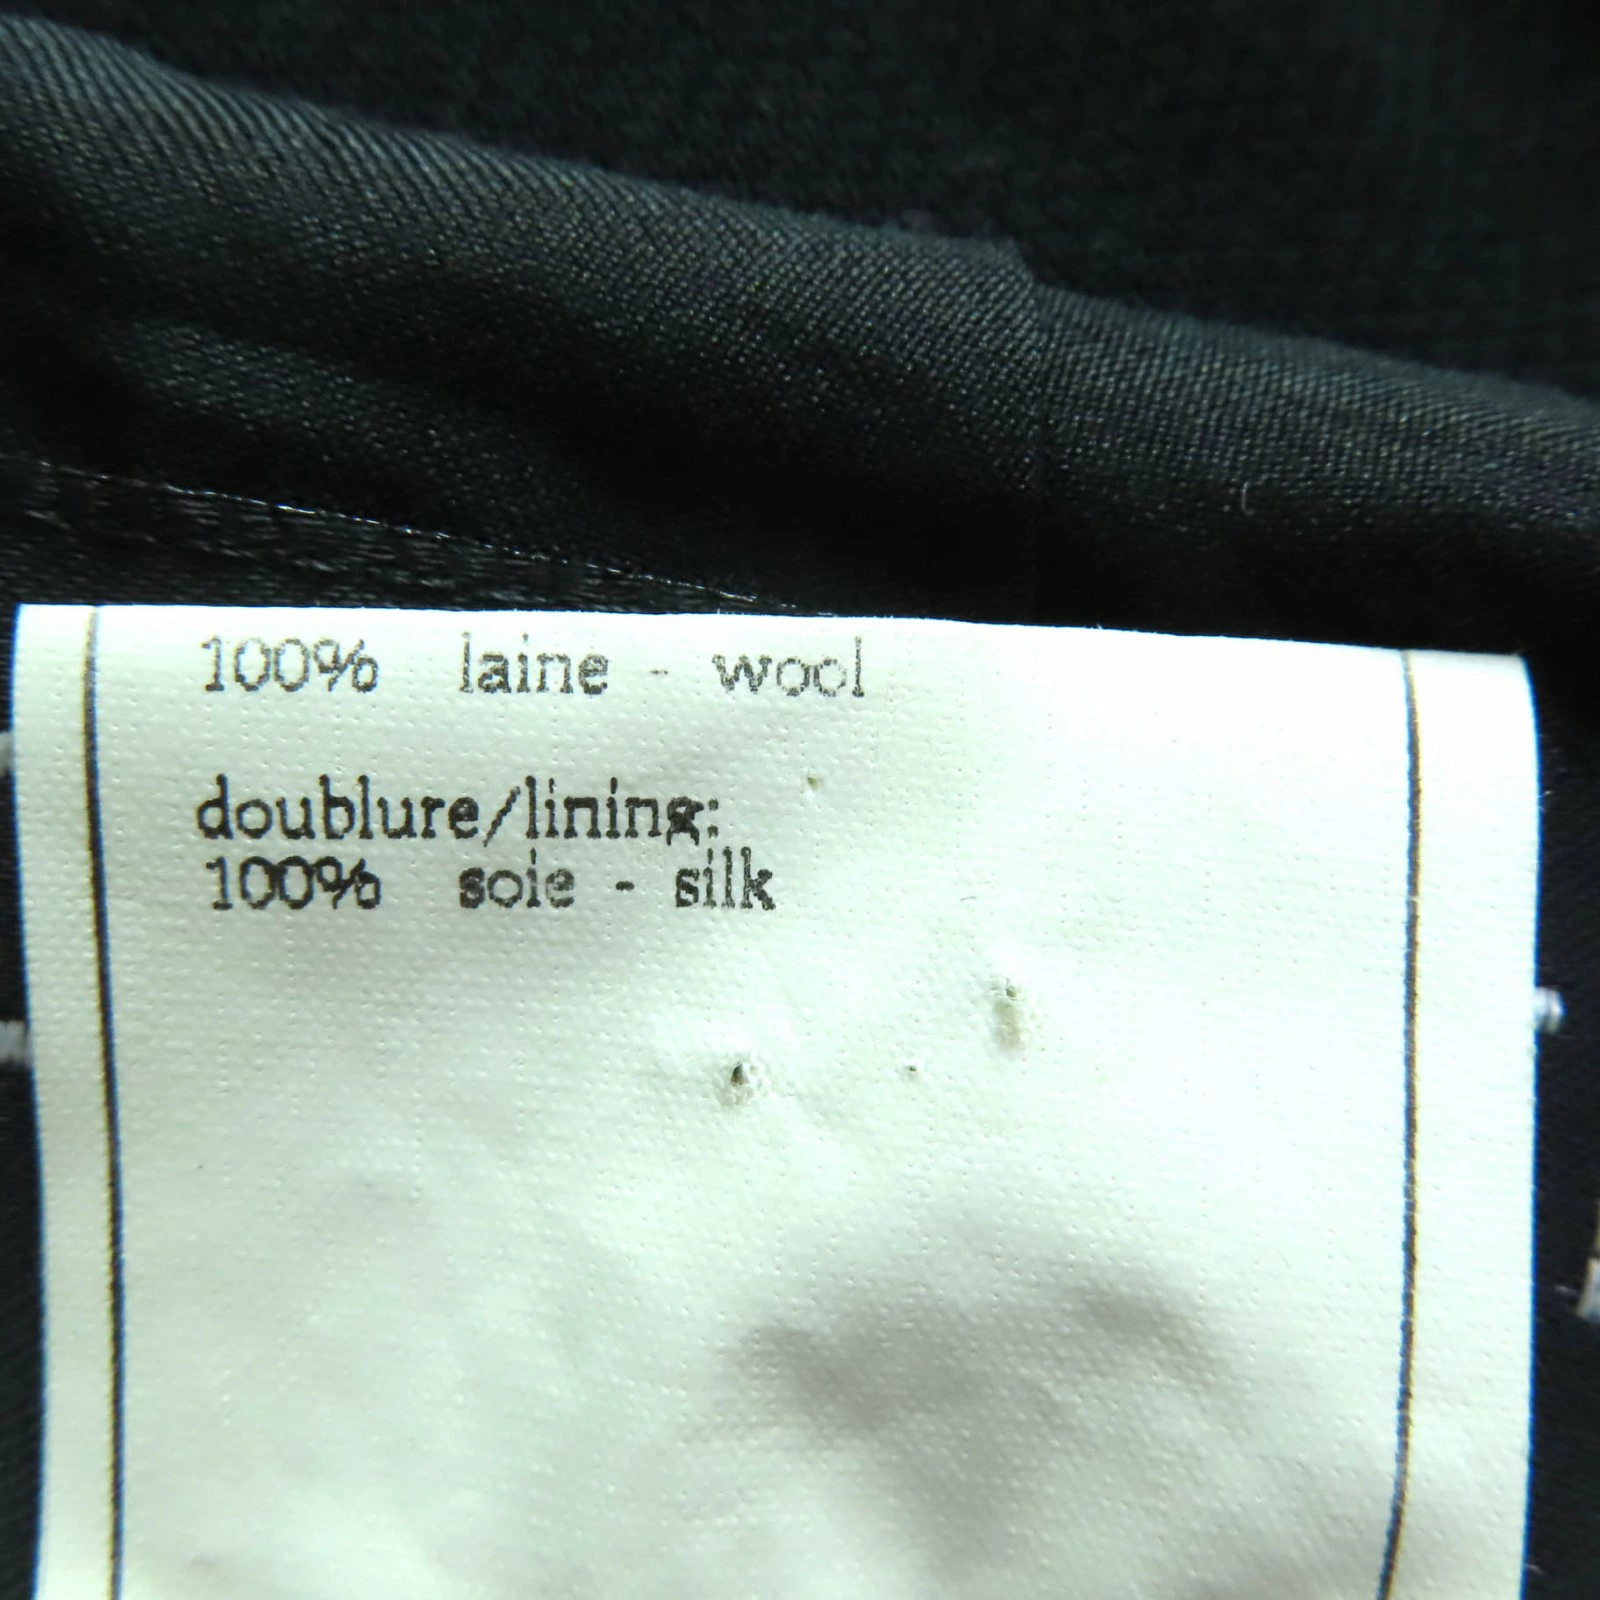 100% laine - wool
doublure/lining:
100% soie - silk